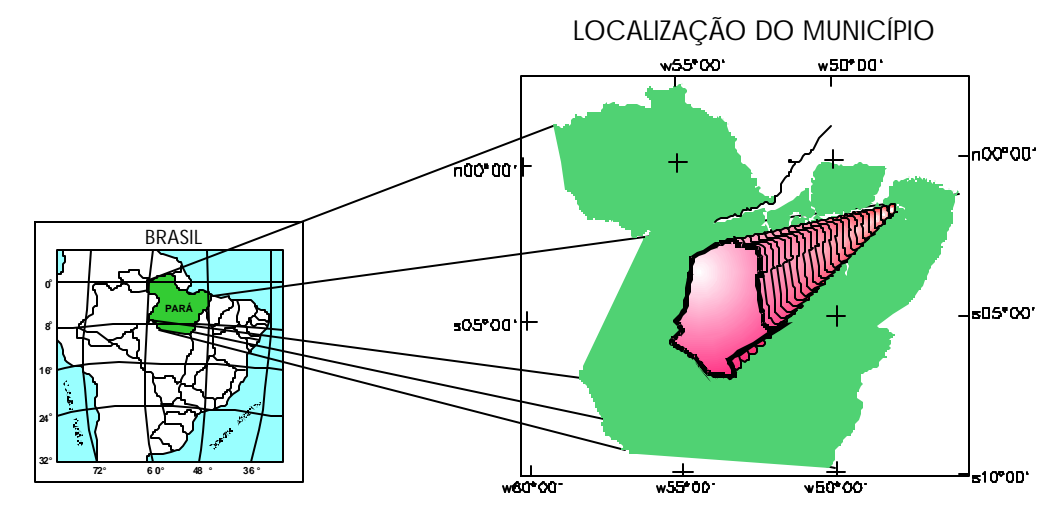 LOCALIZAÇÃO DO MUNICÍPIO
w55°00' w50°00'
n00°00' n00°00'
BRASIL
0°
PARÁ
8°
s05°00' s05°00'
16°
24°
32°
72° 60° 48° 36°
s10°00'
w60°00' w55°00' w50°00'